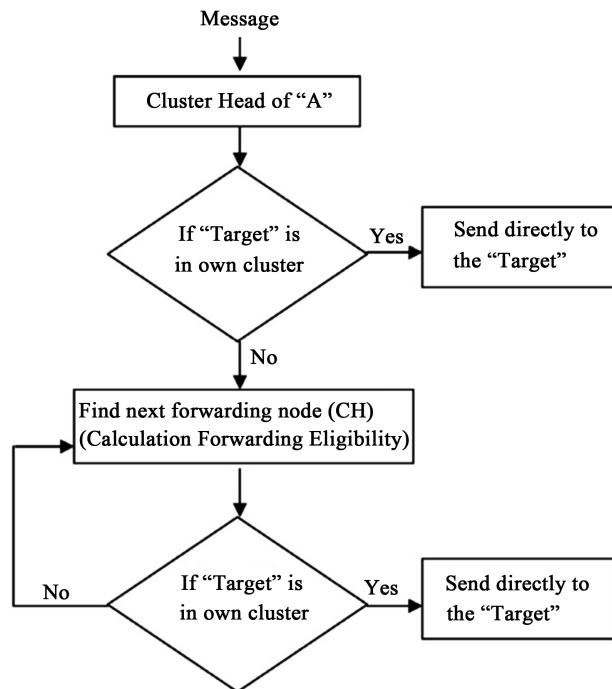 Message
Cluster Head of “A”
If “Target” is
in own cluster
Yes
Send directly to
the “Target”
No
Find next forwarding node (CH)
(Calculation Forwarding Eligibility)
If “Target” is
in own cluster
No
Yes
Send directly to
the “Target”